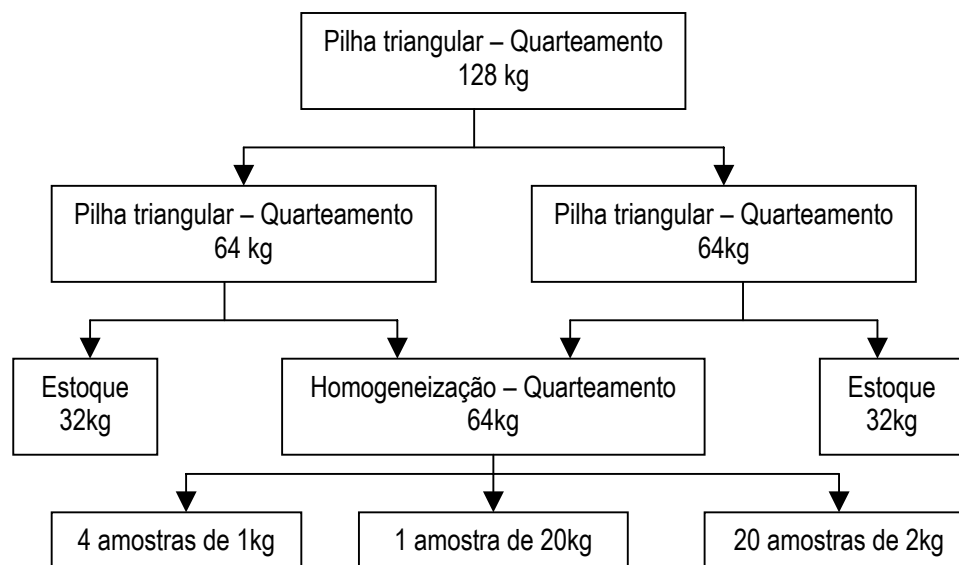 Pilha triangular – Quarteamento
128 kg
Pilha triangular – Quarteamento
64 kg
Pilha triangular – Quarteamento
64kg
Estoque
32kg
Homogeneização – Quarteamento
64kg
Estoque
32kg
4 amostras de 1kg
1 amostra de 20kg
20 amostras de 2kg